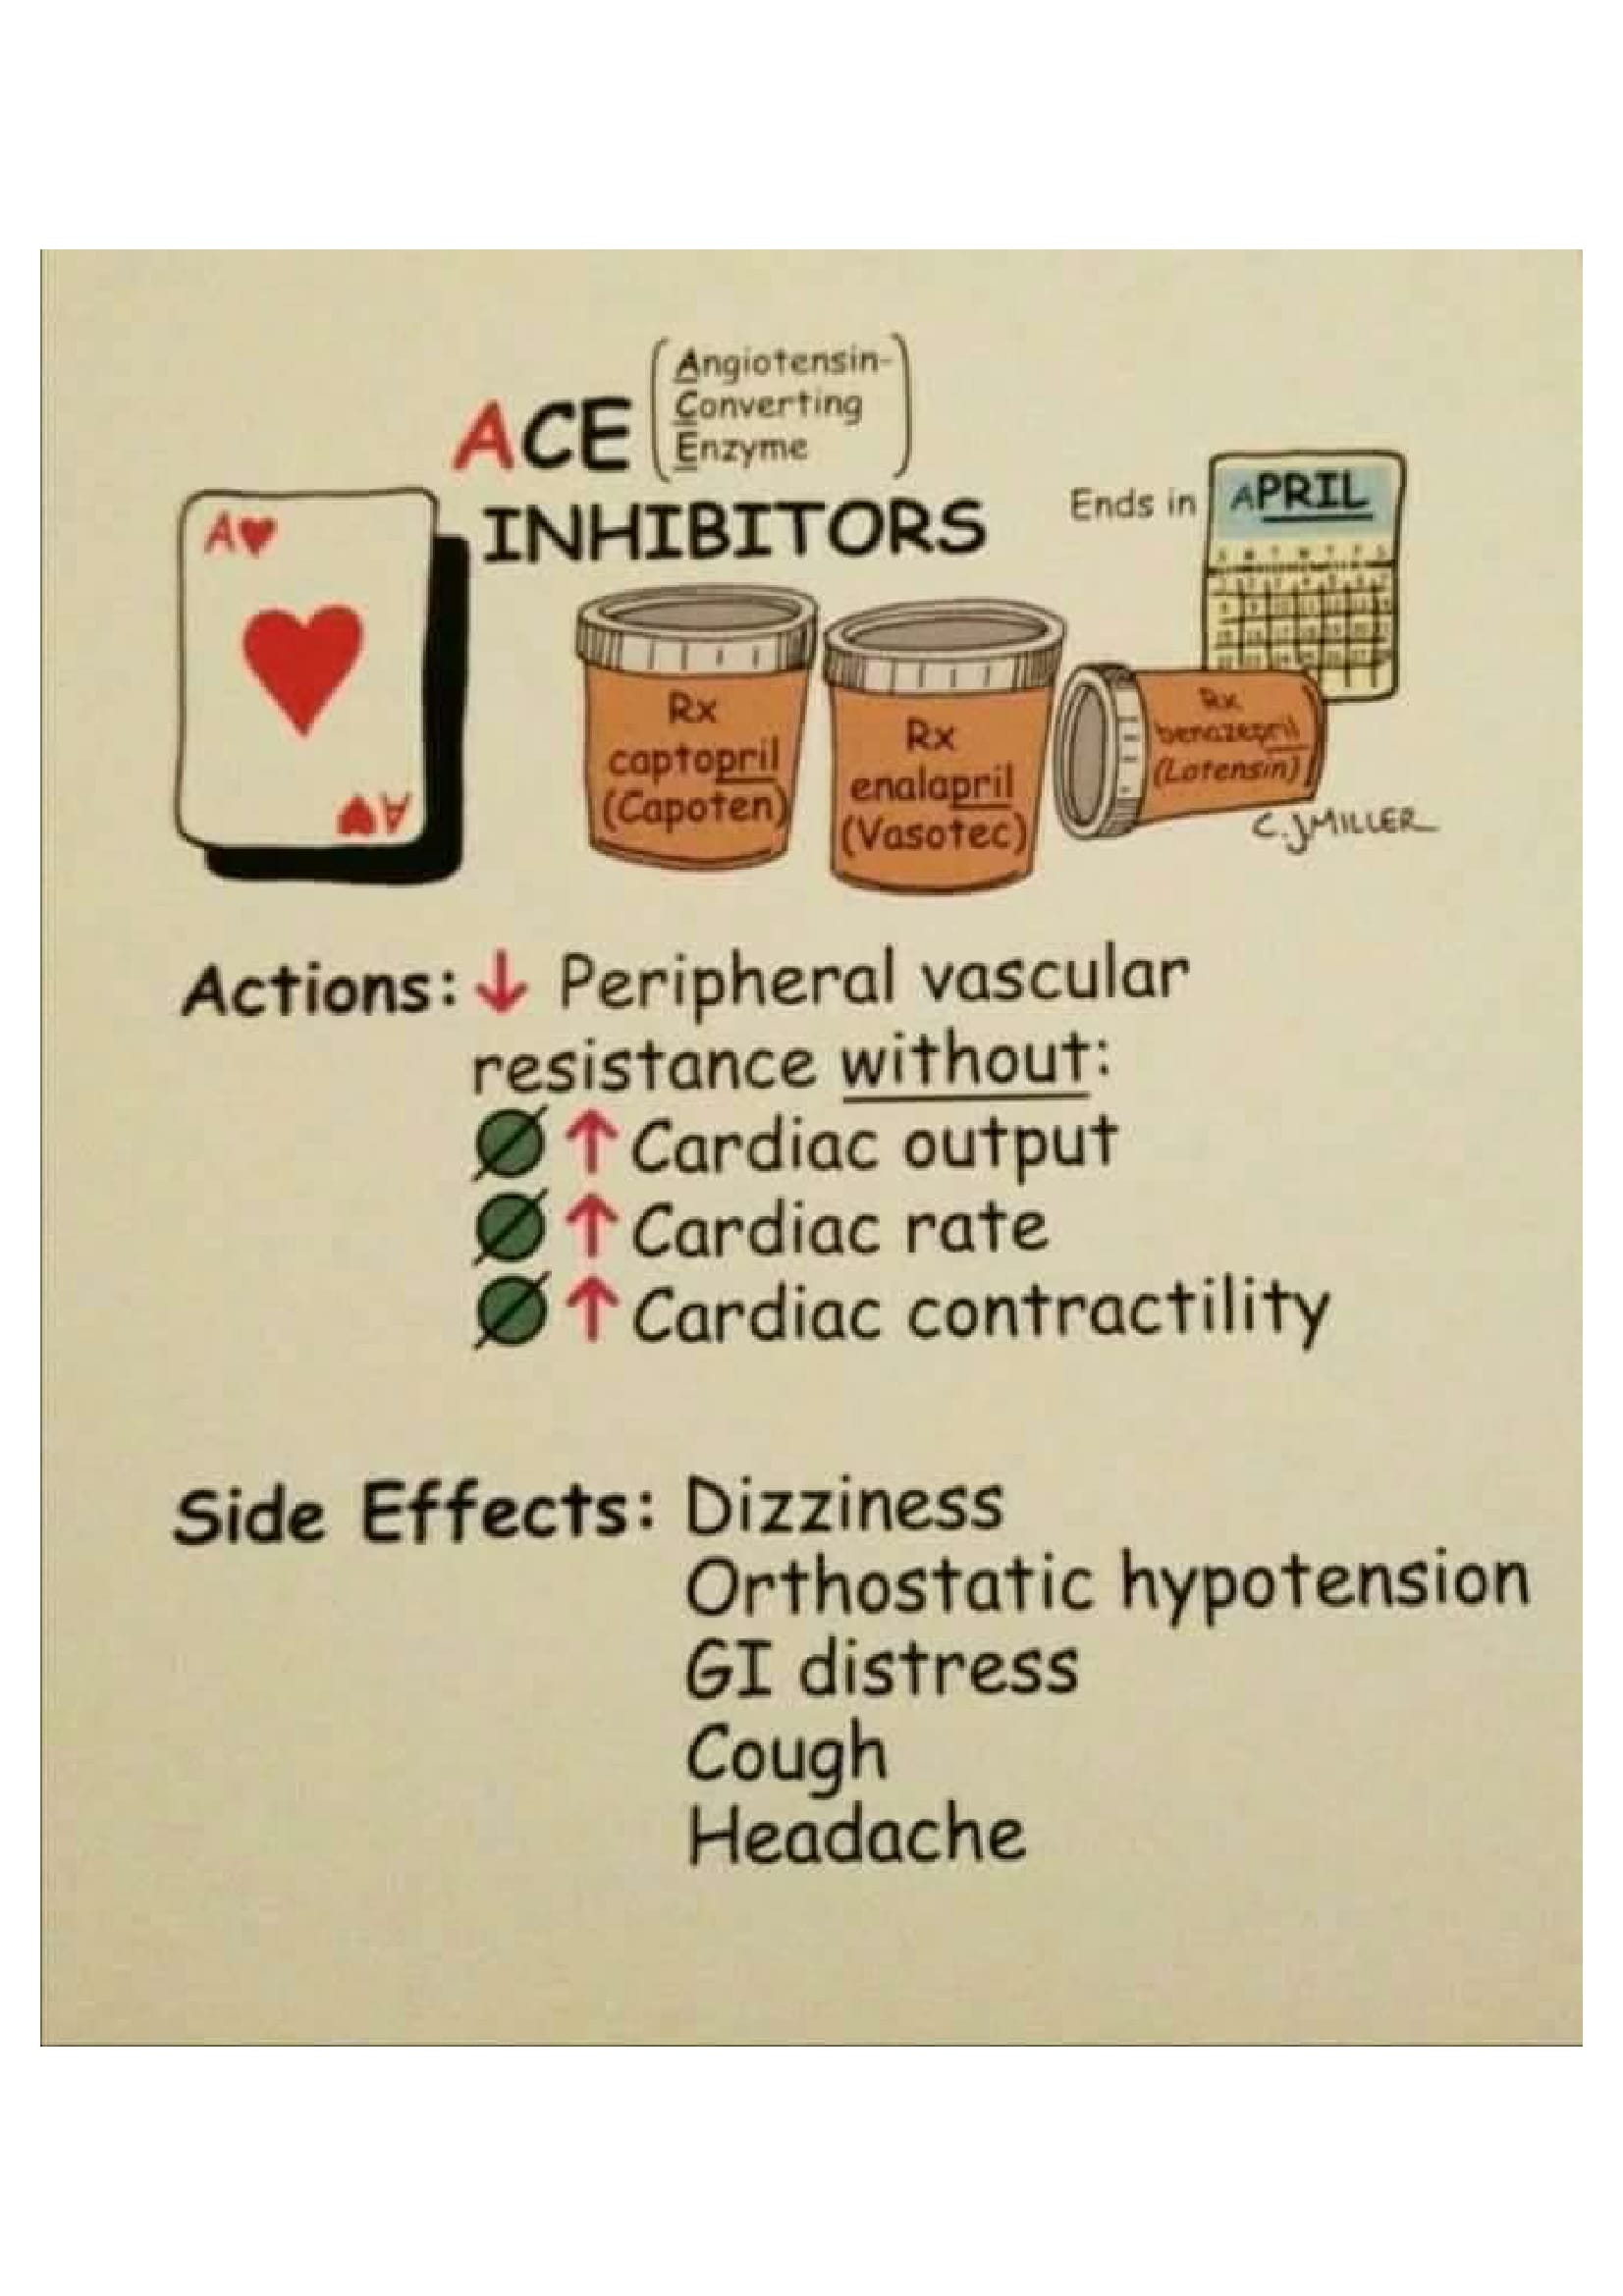 ACE
Angiotensin-
Converting
Enzyme
INHIBITORS
Ends in APRIL
S M T W T F S
A♥
A♥
Rx
captopril
(Capoten)
Rx
enalapril
(Vasotec)
Rx
benazepril
(Lotensin)
C.J.MILLER
Actions: ↓ Peripheral vascular
resistance without:
Ø ↑ Cardiac output
Ø ↑ Cardiac rate
Ø ↑ Cardiac contractility
Side Effects: Dizziness
Orthostatic hypotension
GI distress
Cough
Headache